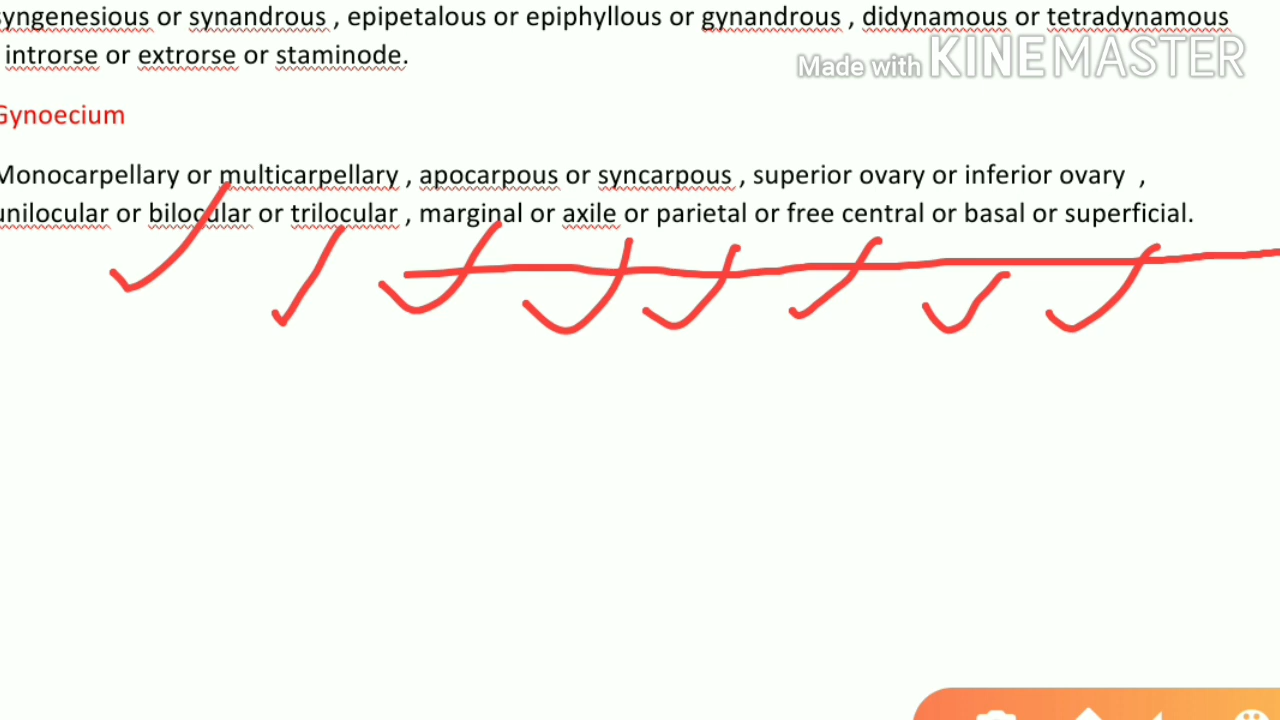 syngenesious or synandrous , epipetalous or epiphyllous or gynandrous , didynamous or tetradynamous
introrse or extrorse or staminode.
Made with KINEMASTER
Gynoecium
Monocarpellary or multicarpellary , apocarpous or syncarpous , superior ovary or inferior ovary ,
unilocular or bilocular or trilocular , marginal or axile or parietal or free central or basal or superficial.